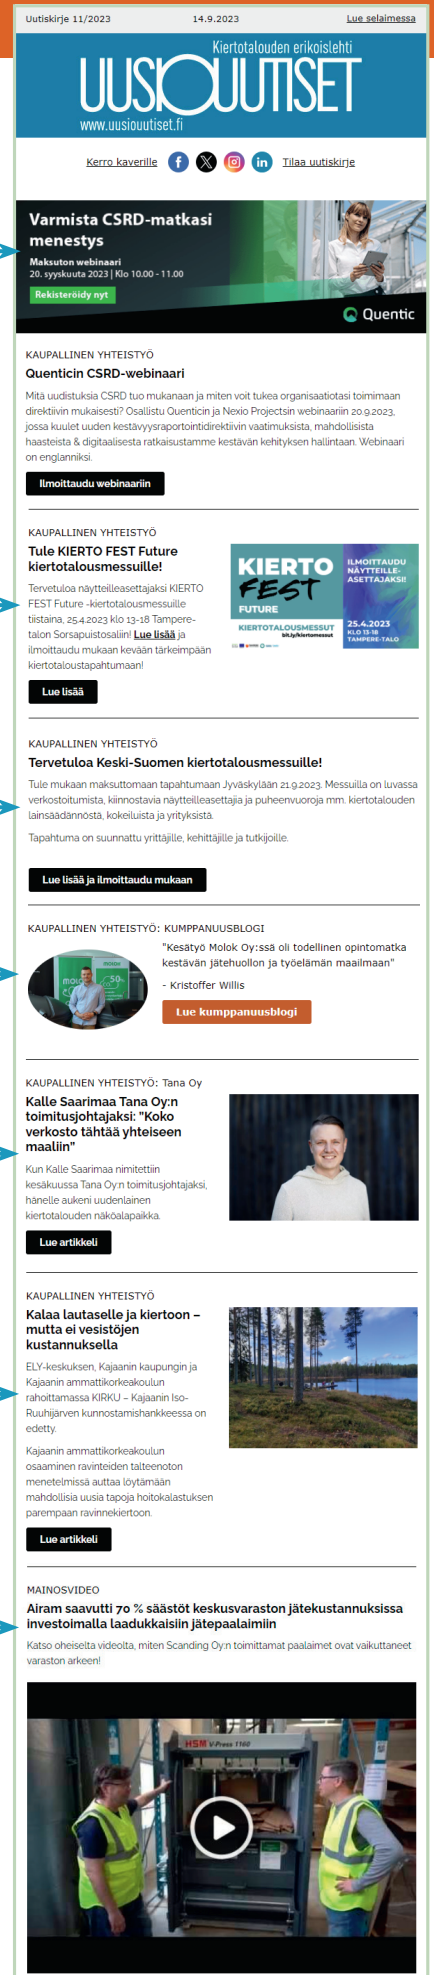 Uutiskirje 11/2023 14.9.2023 Lue selaimessa
Kiertotalouden erikoislehti
UUSIOUUTISET
www.uusiouutiset.fi
Kerro kaverille Tilaa uutiskirje
Varmista CSRD-matkasi
menestys
Maksuton webinaari
20. syyskuuta 2023 | Klo 10.00 - 11.00
Rekisteröidy nyt
Quentic
KAUPALLINEN YHTEISTYÖ
Quenticin CSRD-webinaari
Mitä uudistuksia CSRD tuo mukanaan ja miten voit tukea organisaatiotasi toimimaan
direktiivin mukaisesti? Osallistu Quenticin ja Nexio Projectsin webinaariin 20.9.2023,
jossa kuulet uuden kestävyysraportointidirektiivin vaatimuksista, mahdollisista
haasteista & digitaalisesta ratkaisustamme kestävän kehityksen hallintaan. Webinaari
on englanniksi.
Ilmoittaudu webinaariin
KAUPALLINEN YHTEISTYÖ
Tule KIERTO FEST Future
kiertotalousmessuille!
Tervetuloa näytteilleasettajaksi KIERTO
FEST Future -kiertotalousmessuille
tiistaina, 25.4.2023 klo 13-18 Tampere-
talon Sorsapuistosaliin! Lue lisää ja
ilmoittaudu mukaan kevään tärkeimpään
kiertotaloustapahtumaan!
Lue lisää
KIERTO
FEST
FUTURE
KIERTOTALOUSMESSUT
bit.ly/kiertomessut
ILMOITTAUDU
NÄYTTEILLE-
ASETTAJAKSI!
25.4.2023
KLO 13-18
TAMPERE-TALO
KAUPALLINEN YHTEISTYÖ
Tervetuloa Keski-Suomen kiertotalousmessuille!
Tule mukaan maksuttomaan tapahtumaan Jyväskylään 21.9.2023. Messuilla on luvassa
verkostoitumista, kiinnostavia näytteilleasettajia ja puheenvuoroja mm. kiertotalouden
lainsäädännöstä, kokeiluista ja yrityksistä.
Tapahtuma on suunnattu yrittäjille, kehittäjille ja tutkijoille.
Lue lisää ja ilmoittaudu mukaan
KAUPALLINEN YHTEISTYÖ: KUMPPANUUSBLOGI
"Kesätyö Molok Oy:ssä oli todellinen opintomatka
kestävän jätehuollon ja työelämän maailmaan"
- Kristoffer Willis
Lue kumppanuusblogi
KAUPALLINEN YHTEISTYÖ: Tana Oy
Kalle Saarimaa Tana Oy:n
toimitusjohtajaksi: ”Koko
verkosto tähtää yhteiseen
maaliin”
Kun Kalle Saarimaa nimitettiin
kesäkuussa Tana Oy:n toimitusjohtajaksi,
hänelle aukeni uudenlainen
kiertotalouden näköalapaikka.
Lue artikkeli
KAUPALLINEN YHTEISTYÖ
Kalaa lautaselle ja kiertoon –
mutta ei vesistöjen
kustannuksella
ELY-keskuksen, Kajaanin kaupungin ja
Kajaanin ammattikorkeakoulun
rahoittamassa KIRKU – Kajaanin Iso-
Ruuhijärven kunnostamishankkeessa on
edetty.
Kajaanin ammattikorkeakoulun
osaaminen ravinteiden talteenoton
menetelmissä auttaa löytämään
mahdollisia uusia tapoja hoitokalastuksen
parempaan ravinnekiertoon.
Lue artikkeli
MAINOSVIDEO
Airam saavutti 70 % säästöt keskusvaraston jätekustannuksissa
investoimalla laadukkaisiin jätepaalaimiin
Katso oheiselta videolta, miten Scanding Oy:n toimittamat paalaimet ovat vaikuttaneet
varaston arkeen!
HSM V-Press 1160